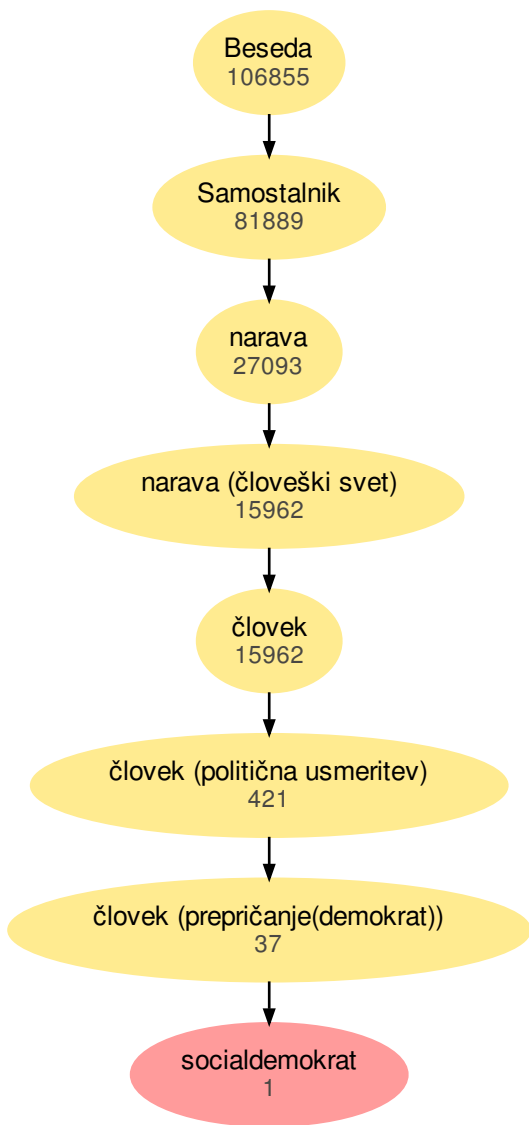 Beseda
106855
Samostalnik
81889
narava
27093
narava (človeški svet)
15962
človek
15962
človek (politična usmeritev)
421
človek (prepričanje(demokrat))
37
socialdemokrat
1